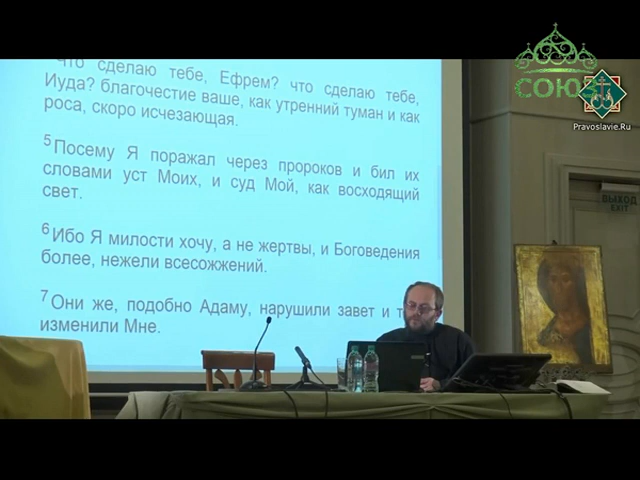 Что сделаю тебе, Ефрем? что сделаю тебе,
Иуда? благочестие ваше, как утренний туман и как
роса, скоро исчезающая.
5 Посему Я поражал через пророков и бил их
словами уст Моих, и суд Мой, как восходящий
свет.
6 Ибо Я милости хочу, а не жертвы, и Боговедения
более, нежели всесожжений.
7 Они же, подобно Адаму, нарушили завет и
изменили Мне.
СОЮЗ
Pravoslavie.Ru
ВЫХОД
EXIT